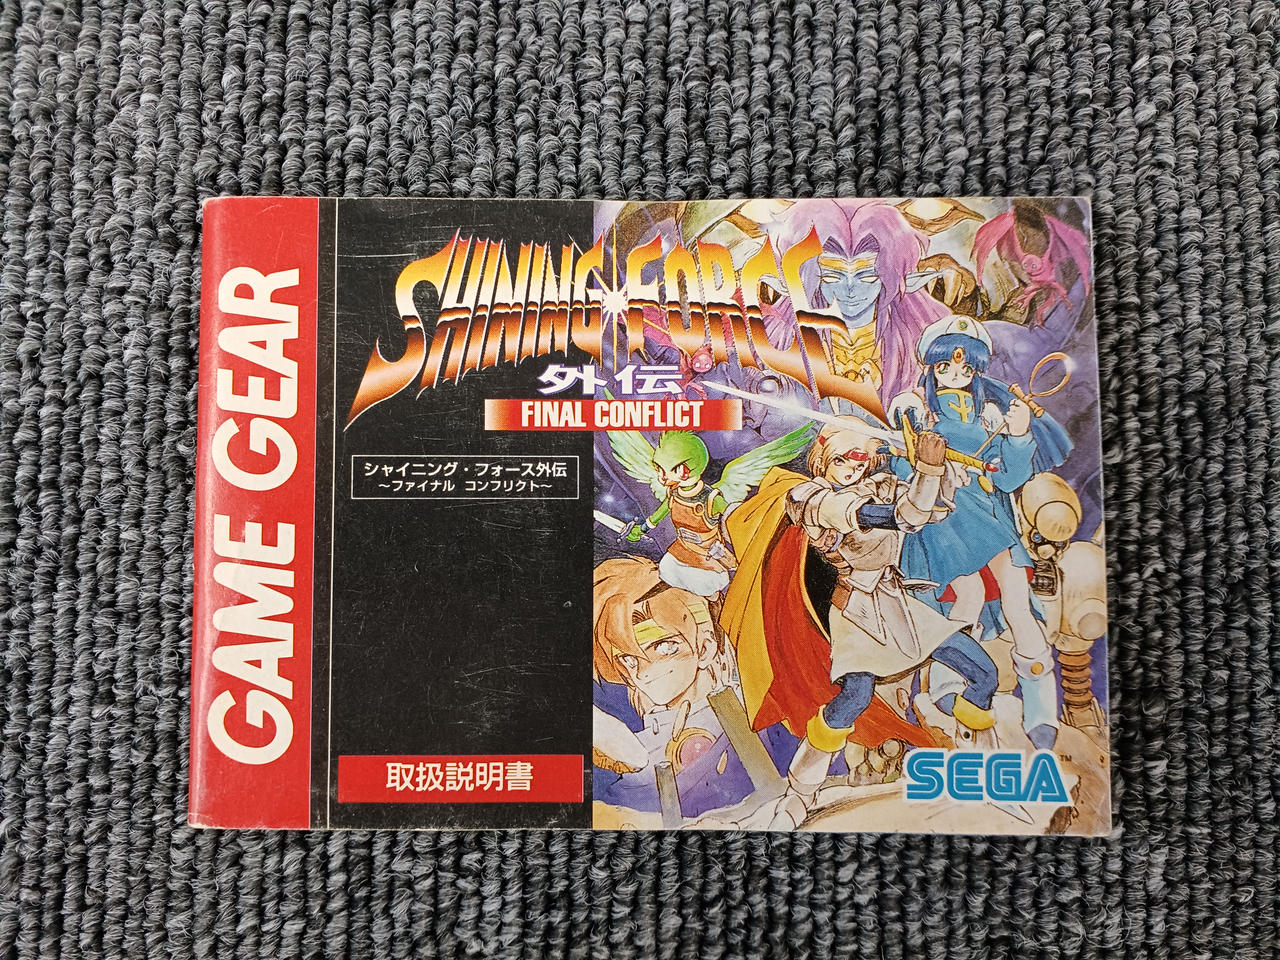 GAME GEAR
SHINING FORCE
外伝
FINAL CONFLICT
シャイニング・フォース外伝
～ファイナル コンフリクト～
取扱説明書
SEGA™